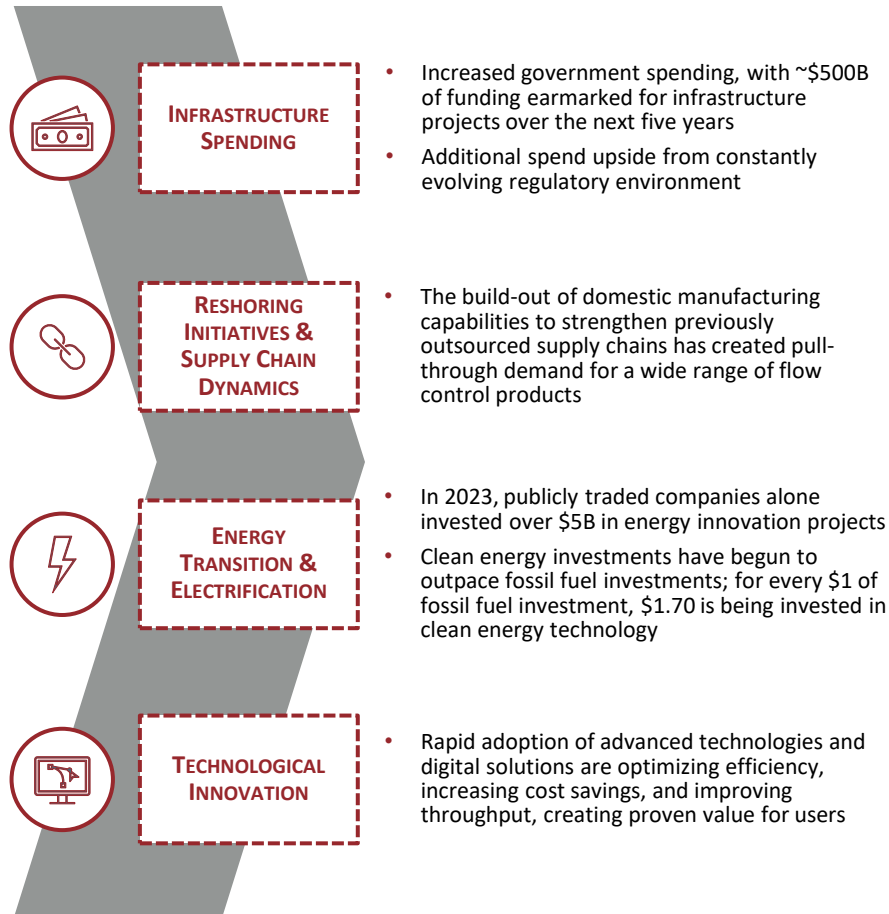 INFRASTRUCTURE
SPENDING
• Increased government spending, with ~$500B
of funding earmarked for infrastructure
projects over the next five years
• Additional spend upside from constantly
evolving regulatory environment
RESHORING
INITIATIVES &
SUPPLY CHAIN
DYNAMICS
• The build-out of domestic manufacturing
capabilities to strengthen previously
outsourced supply chains has created pull-
through demand for a wide range of flow
control products
ENERGY
TRANSITION &
ELECTRIFICATION
• In 2023, publicly traded companies alone
invested over $5B in energy innovation projects
• Clean energy investments have begun to
outpace fossil fuel investments; for every $1 of
fossil fuel investment, $1.70 is being invested in
clean energy technology
TECHNOLOGICAL
INNOVATION
• Rapid adoption of advanced technologies and
digital solutions are optimizing efficiency,
increasing cost savings, and improving
throughput, creating proven value for users